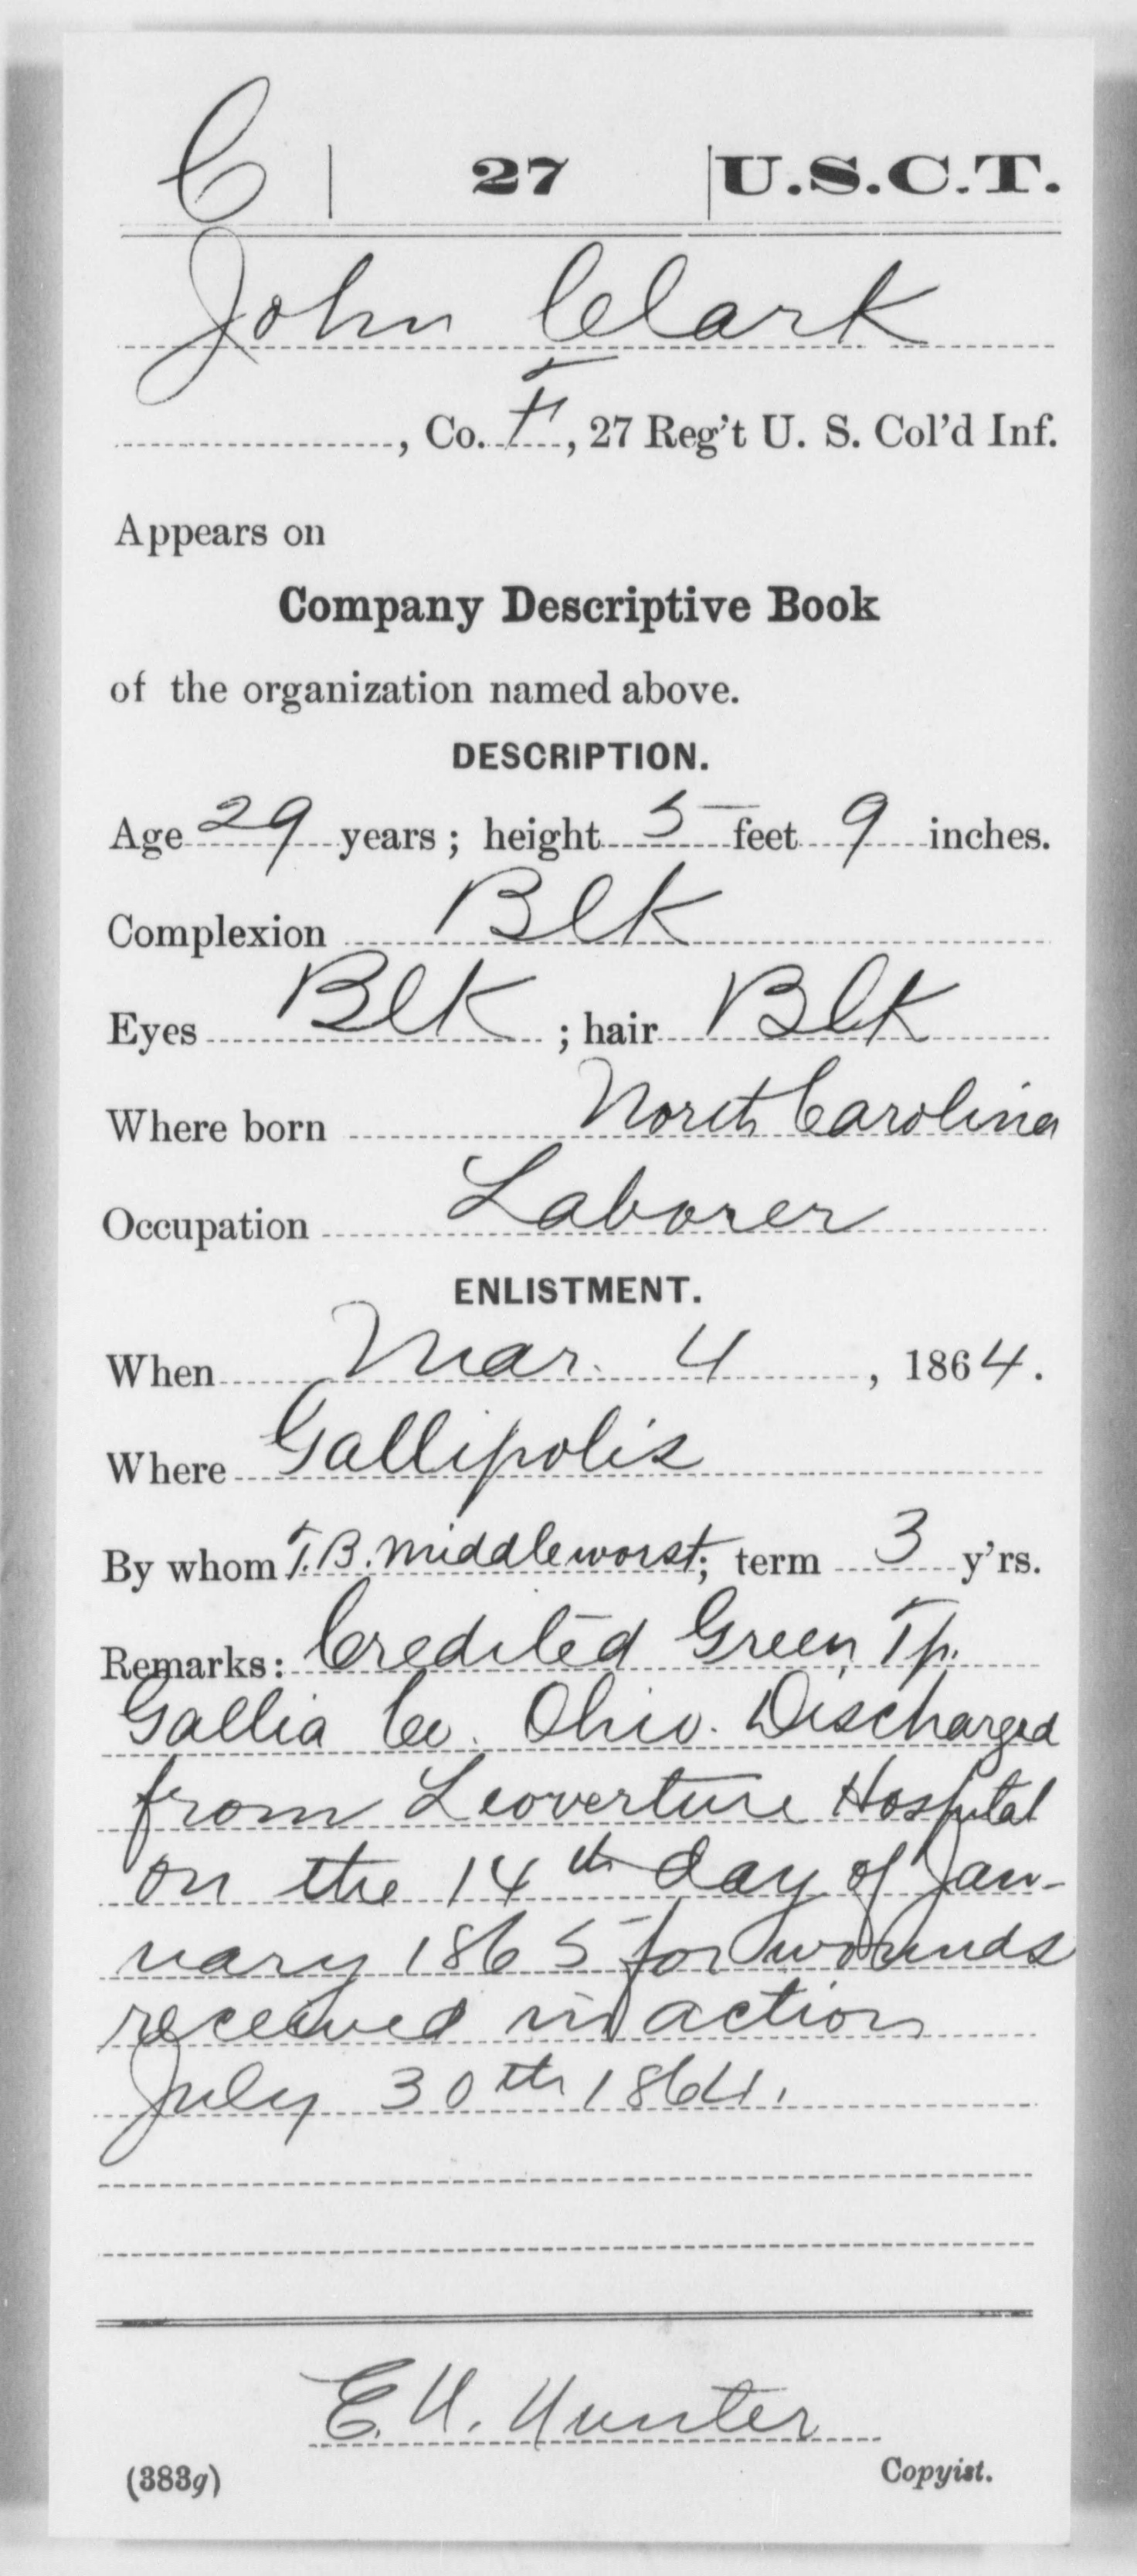 C | 27 | U.S.C.T.
John Clark
, Co. F, 27 Reg't U. S. Col'd Inf.
Appears on
Company Descriptive Book
of the organization named above.
DESCRIPTION.
Age 29 years; height 5 feet 9 inches.
Complexion Blk
Eyes Blk; hair Blk
Where born North Carolina
Occupation Laborer
ENLISTMENT.
When Mar. 4, 1864.
Where Gallipolis
By whom T.B. Middleworst; term 3 y'rs.
Remarks: Credited Green Tp.
Gallia Co. Ohio. Discharged
from Leoverture Hospital
on the 14th day of Jan-
uary 1865 for wounds
received in action
July 30th 1864.
E.H. Hunter
(383g) Copyist.